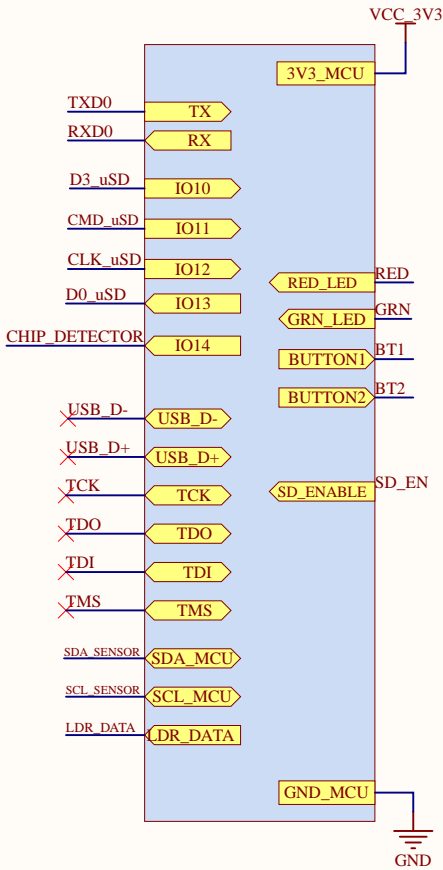 VCC_3V3
3V3_MCU
TXD0 TX
RXD0 RX
D3_uSD IO10
CMD_uSD IO11
CLK_uSD IO12
D0_uSD IO13
CHIP_DETECTOR IO14
RED_LED RED
GRN_LED GRN
BUTTON1 BT1
BUTTON2 BT2
USB_D- USB_D-
USB_D+ USB_D+
TCK TCK
SD_ENABLE SD_EN
TDO TDO
TDI TDI
TMS TMS
SDA_SENSOR SDA_MCU
SCL_SENSOR SCL_MCU
LDR_DATA LDR_DATA
GND_MCU
GND